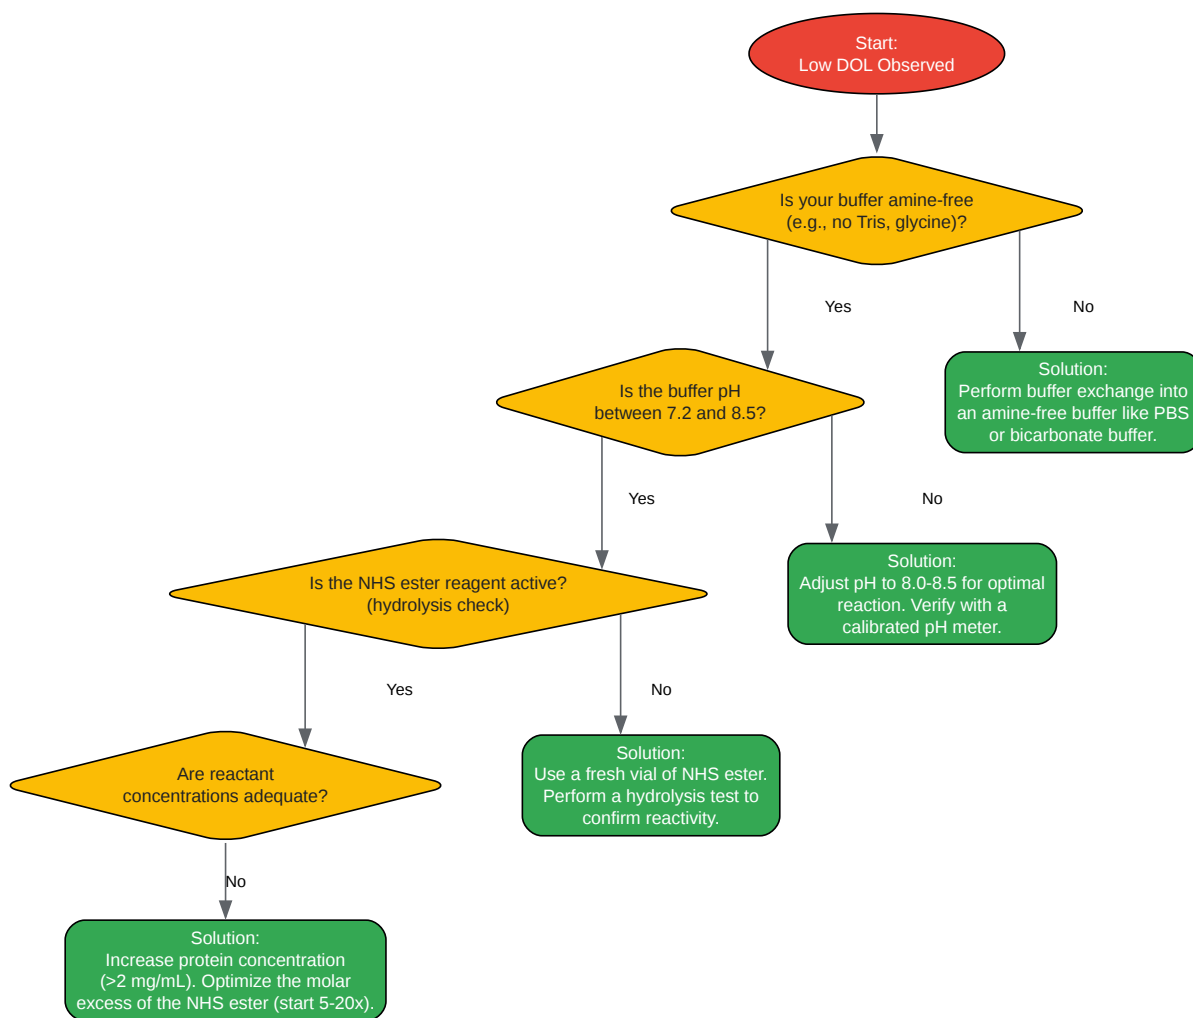 Start:
Low DOL Observed
Is your buffer amine-free
(e.g., no Tris, glycine)?
Yes
No
Is the buffer pH
between 7.2 and 8.5?
Solution:
Perform buffer exchange into
an amine-free buffer like PBS
or bicarbonate buffer.
Yes
No
Is the NHS ester reagent active?
(hydrolysis check)
Solution:
Adjust pH to 8.0-8.5 for optimal
reaction. Verify with a
calibrated pH meter.
Yes
No
Are reactant
concentrations adequate?
Solution:
Use a fresh vial of NHS ester.
Perform a hydrolysis test to
confirm reactivity.
No
Solution:
Increase protein concentration
(>2 mg/mL). Optimize the molar
excess of the NHS ester (start 5-20x).